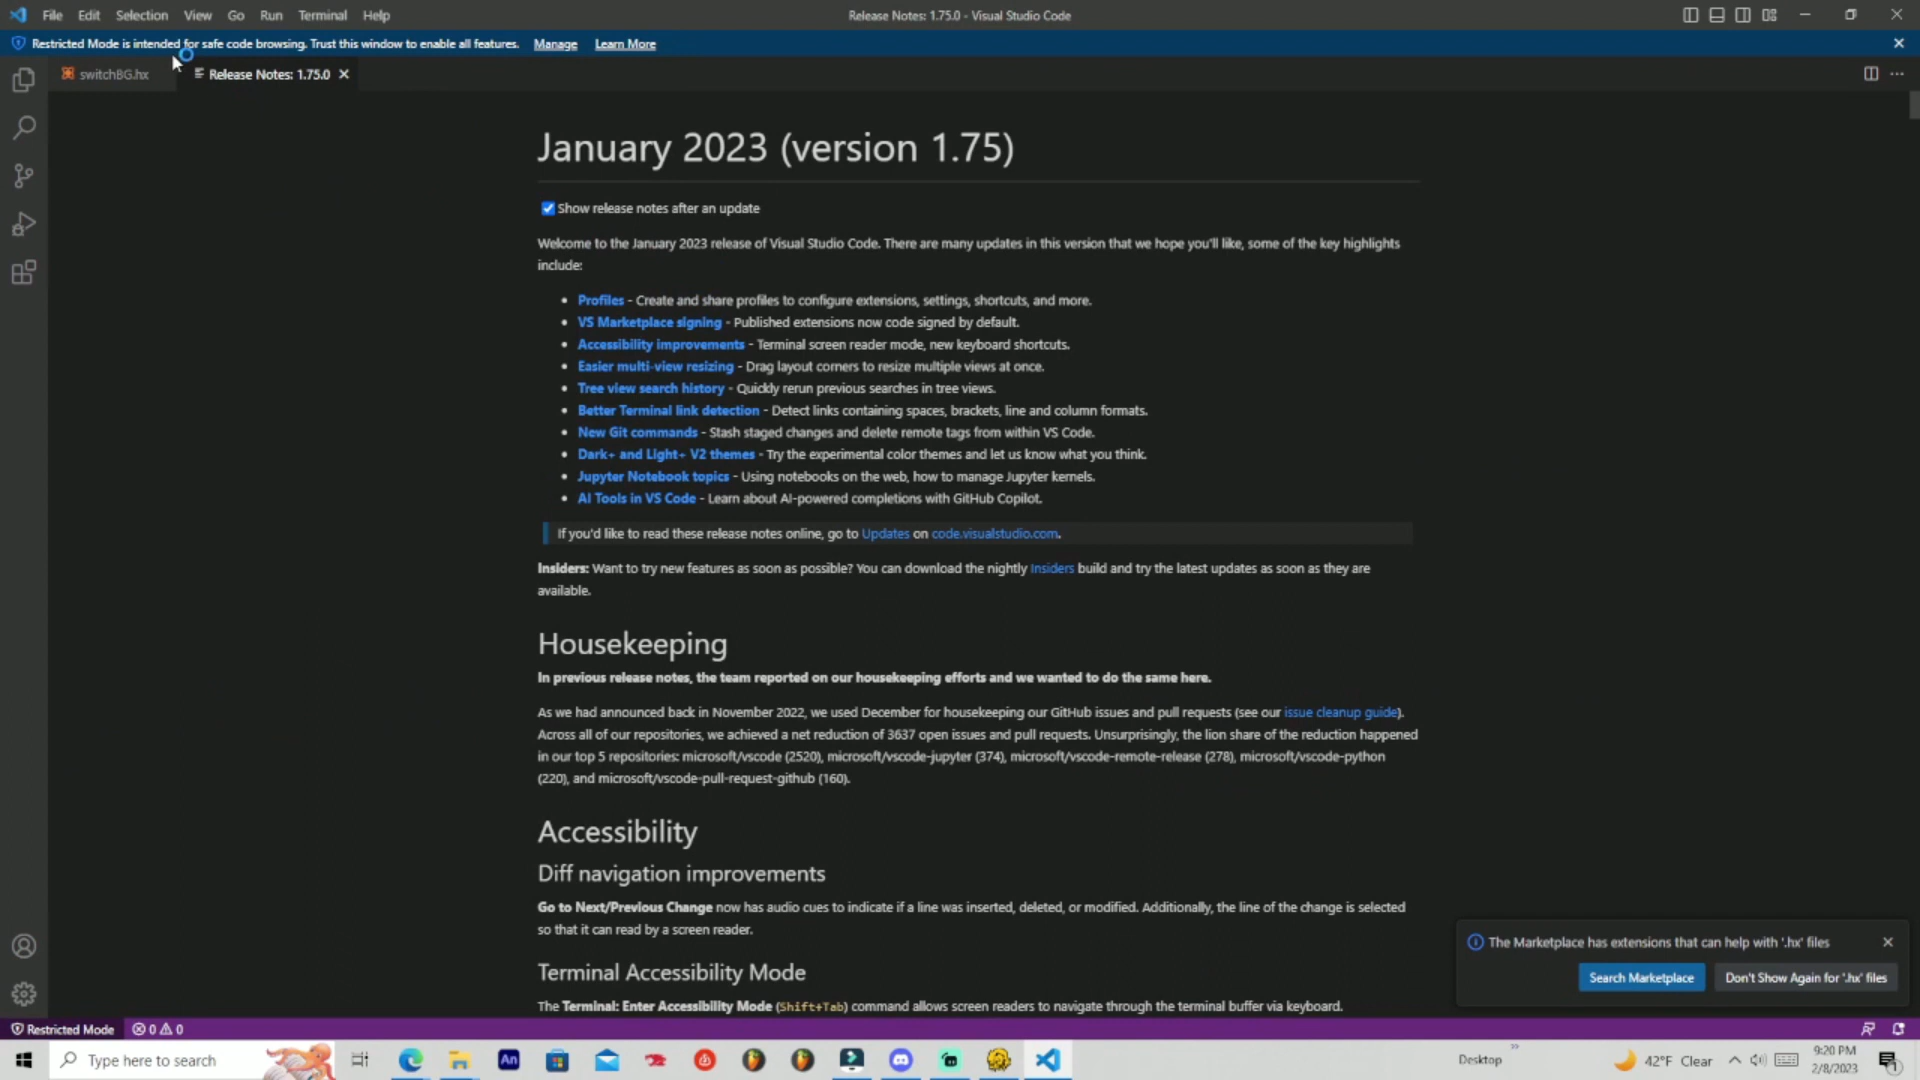 File Edit Selection View Go Run Terminal Help
Release Notes: 1.75.0 - Visual Studio Code
Restricted Mode is intended for safe code browsing. Trust this window to enable all features. Manage Learn More
switchBG.hx
Release Notes: 1.75.0
January 2023 (version 1.75)
Show release notes after an update
Welcome to the January 2023 release of Visual Studio Code. There are many updates in this version that we hope you'll like, some of the key highlights
include:
• Profiles - Create and share profiles to configure extensions, settings, shortcuts, and more.
• VS Marketplace signing - Published extensions now code signed by default.
• Accessibility improvements - Terminal screen reader mode, new keyboard shortcuts.
• Easier multi-view resizing - Drag layout corners to resize multiple views at once.
• Tree view search history - Quickly rerun previous searches in tree views.
• Better Terminal link detection - Detect links containing spaces, brackets, line and column formats.
• New Git commands - Stash staged changes and delete remote tags from within VS Code.
• Dark+ and Light+ V2 themes - Try the experimental color themes and let us know what you think.
• Jupyter Notebook topics - Using notebooks on the web, how to manage Jupyter kernels.
• AI Tools in VS Code - Learn about AI-powered completions with GitHub Copilot.
If you'd like to read these release notes online, go to Updates on code.visualstudio.com.
Insiders: Want to try new features as soon as possible? You can download the nightly Insiders build and try the latest updates as soon as they are
available.
Housekeeping
In previous release notes, the team reported on our housekeeping efforts and we wanted to do the same here.
As we had announced back in November 2022, we used December for housekeeping our GitHub issues and pull requests (see our issue cleanup guide).
Across all of our repositories, we achieved a net reduction of 3637 open issues and pull requests. Unsurprisingly, the lion share of the reduction happened
in our top 5 repositories: microsoft/vscode (2520), microsoft/vscode-jupyter (374), microsoft/vscode-remote-release (278), microsoft/vscode-python
(220), and microsoft/vscode-pull-request-github (160).
Accessibility
Diff navigation improvements
Go to Next/Previous Change now has audio cues to indicate if a line was inserted, deleted, or modified. Additionally, the line of the change is selected
so that it can read by a screen reader.
Terminal Accessibility Mode
The Terminal: Enter Accessibility Mode (Shift+Tab) command allows screen readers to navigate through the terminal buffer via keyboard.
The Marketplace has extensions that can help with '.hx' files
Search Marketplace
Don't Show Again for '.hx' files
Restricted Mode 0 0
Type here to search
An
Desktop
42°F Clear
9:20 PM
2/8/2023
1